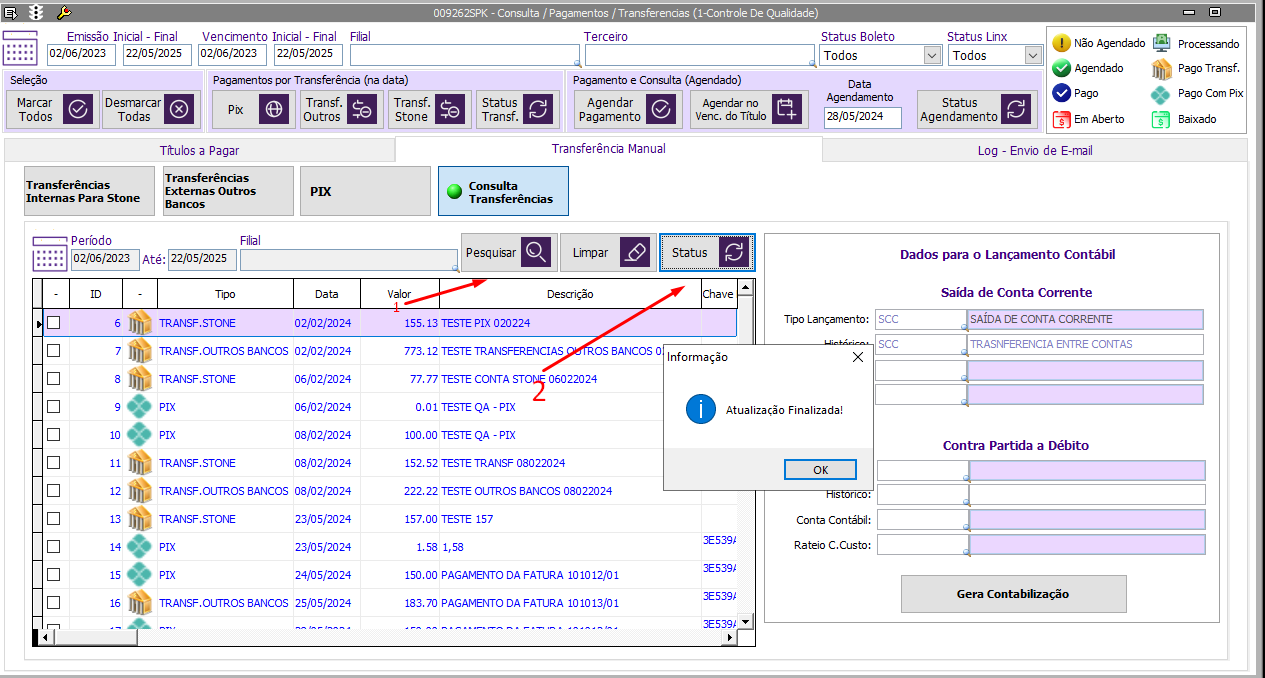 009262SPK - Consulta / Pagamentos / Transferencias (1-Controle De Qualidade)
Emissão Inicial - Final
Vencimento Inicial - Final
Filial
Terceiro
Status Boleto
Status Linx
02/06/2023
22/05/2025
02/06/2023
22/05/2025
Todos
Todos
Não Agendado
Processando
Agendado
Pago Transf.
Pago
Pago Com Pix
Em Aberto
Baixado
Seleção
Marcar
Todos
Desmarcar
Todas
Pagamentos por Transferência (na data)
Pix
Transf.
Outros
Transf.
Stone
Status
Transf.
Pagamento e Consulta (Agendado)
Agendar
Pagamento
Agendar no
Venc. do Título
Data
Agendamento
28/05/2024
Status
Agendamento
Títulos a Pagar
Transferência Manual
Log - Envio de E-mail
Transferências
Internas Para Stone
Transferências
Externas Outros
Bancos
PIX
Consulta
Transferências
Período
Filial
02/06/2023
Até:
22/05/2025
Pesquisar
Limpar
Status
- ID - Tipo Data Valor Descrição Chave
1
2
6 TRANSF.STONE 02/02/2024 155.13 TESTE PIX 020224
7 TRANSF.OUTROS BANCOS 02/02/2024 773.12 TESTE TRANSFERENCIAS OUTROS BANCOS
8 TRANSF.STONE 06/02/2024 77.77 TESTE CONTA STONE 06022024
9 PIX 06/02/2024 0.01 TESTE QA - PIX
10 PIX 08/02/2024 100.00 TESTE QA - PIX
11 TRANSF.STONE 08/02/2024 152.52 TESTE TRANSF 08022024
12 TRANSF.OUTROS BANCOS 08/02/2024 222.22 TESTE OUTROS BANCOS 08022024
13 TRANSF.STONE 23/05/2024 157.00 TESTE 157
14 PIX 23/05/2024 1.58 1,58 3E539A
15 PIX 24/05/2024 150.00 PAGAMENTO DA FATURA 101012/01 3E539A
16 TRANSF.OUTROS BANCOS 25/05/2024 183.70 PAGAMENTO DA FATURA 101013/01 3E539A
3E539A
Informação
Atualização Finalizada!
OK
Dados para o Lançamento Contábil
Saída de Conta Corrente
Tipo Lançamento: SCC SAÍDA DE CONTA CORRENTE
Histórico: SCC TRASNFERENCIA ENTRE CONTAS
Contra Partida a Débito
Histórico:
Conta Contábil:
Rateio C.Custo:
Gera Contabilização